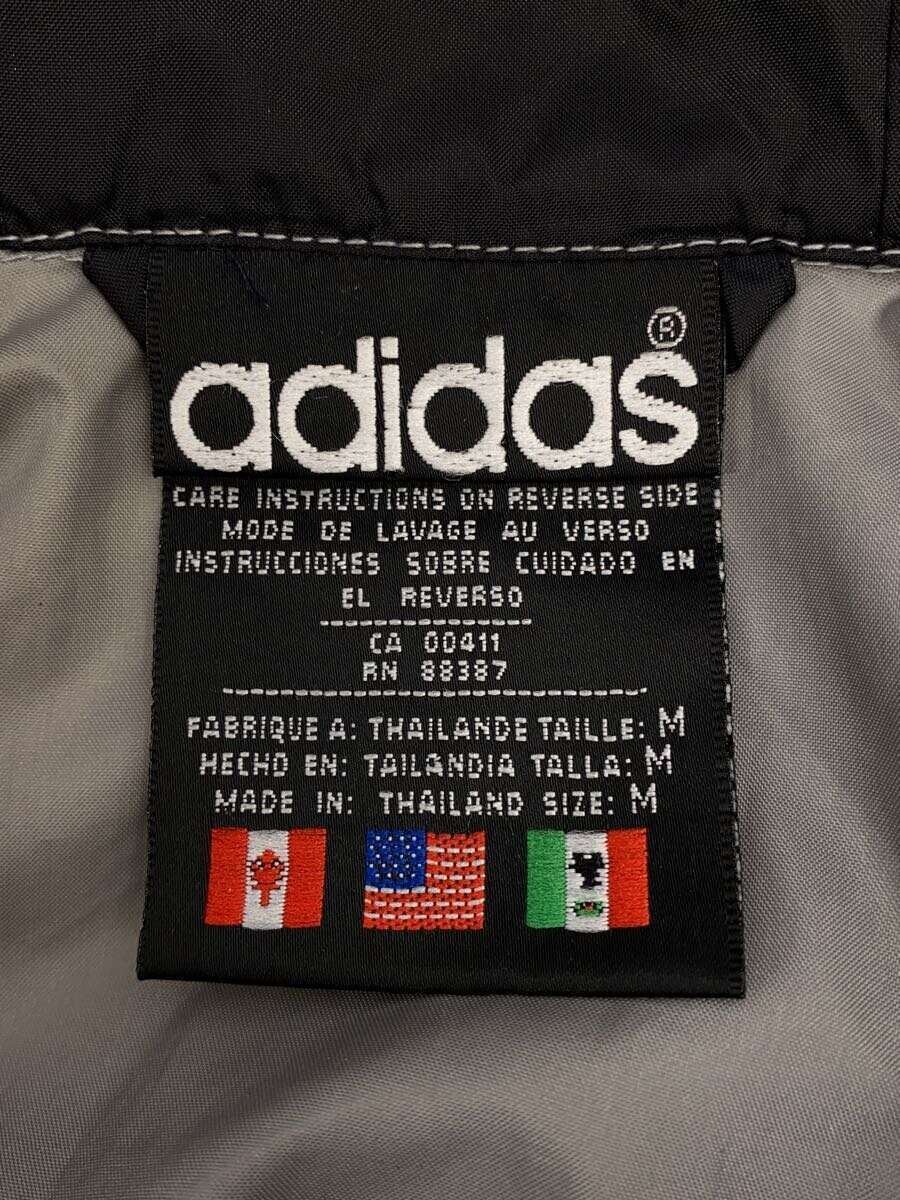 adidas®
CARE INSTRUCTIONS ON REVERSE SIDE
MODE DE LAVAGE AU VERSO
INSTRUCCIONES SOBRE CUIDADO EN
EL REVERSO
CA 00411
RN 88387
FABRIQUE A: THAILANDE TAILLE: M
HECHO EN: TAILANDIA TALLA: M
MADE IN: THAILAND SIZE: M